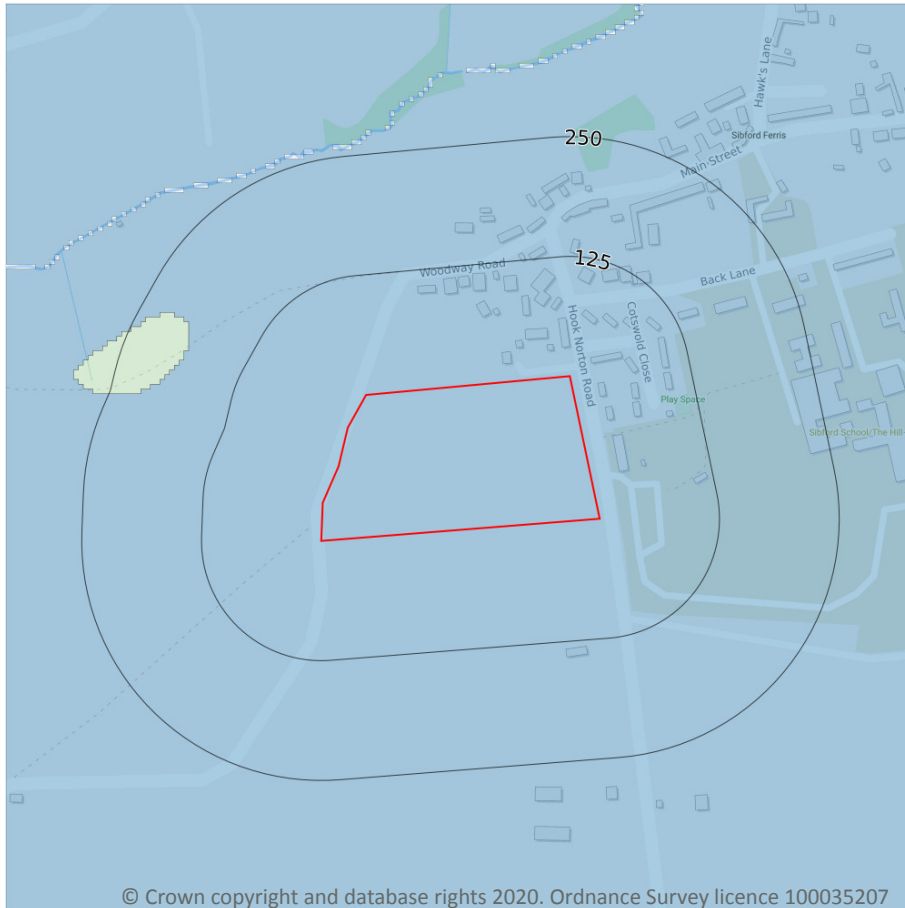 Hawk's Lane
250
Sibford Ferris
Main Street
125
Woodway Road
Back Lane
Hook Norton Road
Cotswold Close
Play Space
Sibford School/The Hill
© Crown copyright and database rights 2020. Ordnance Survey licence 100035207